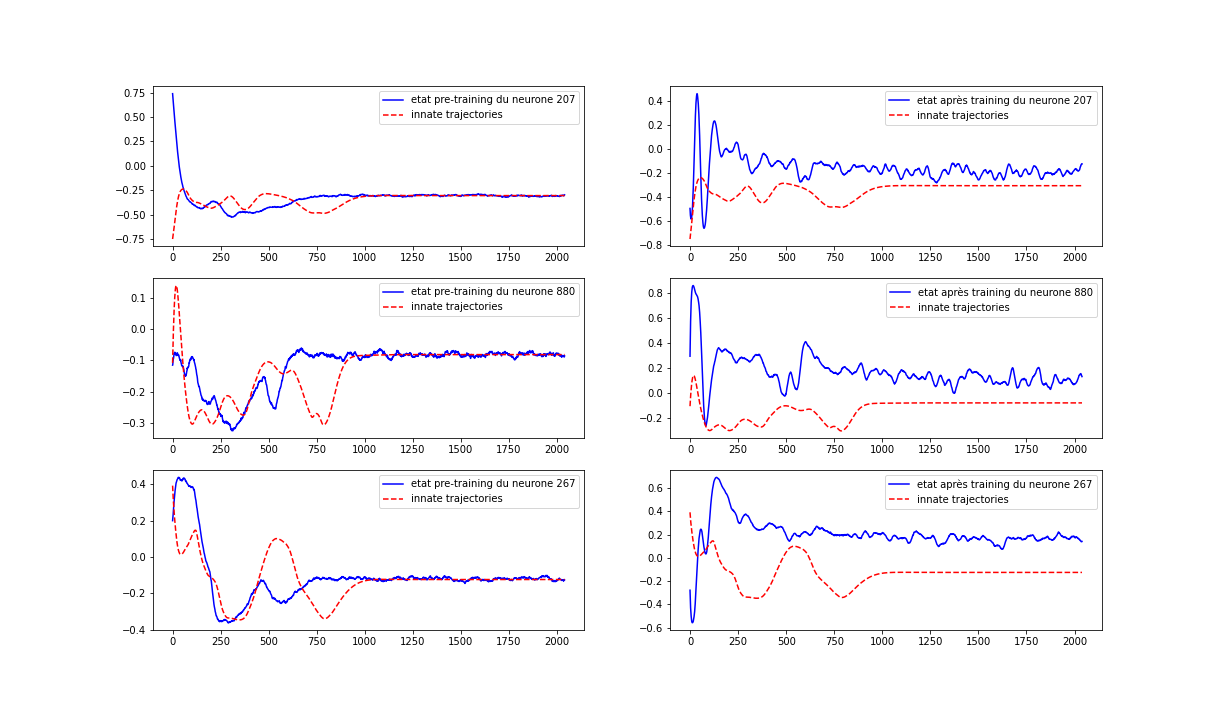 etat pre-training du neurone 207
innate trajectories
0.75
0.50
0.25
0.00
−0.25
−0.50
−0.75
0 250 500 750 1000 1250 1500 1750 2000
etat après training du neurone 207
innate trajectories
0.4
0.2
0.0
−0.2
−0.4
−0.6
−0.8
0 250 500 750 1000 1250 1500 1750 2000
etat pre-training du neurone 880
innate trajectories
0.1
0.0
−0.1
−0.2
−0.3
0 250 500 750 1000 1250 1500 1750 2000
etat après training du neurone 880
innate trajectories
0.8
0.6
0.4
0.2
0.0
−0.2
0 250 500 750 1000 1250 1500 1750 2000
etat pre-training du neurone 267
innate trajectories
0.4
0.2
0.0
−0.2
−0.4
0 250 500 750 1000 1250 1500 1750 2000
etat après training du neurone 267
innate trajectories
0.6
0.4
0.2
0.0
−0.2
−0.4
−0.6
0 250 500 750 1000 1250 1500 1750 2000